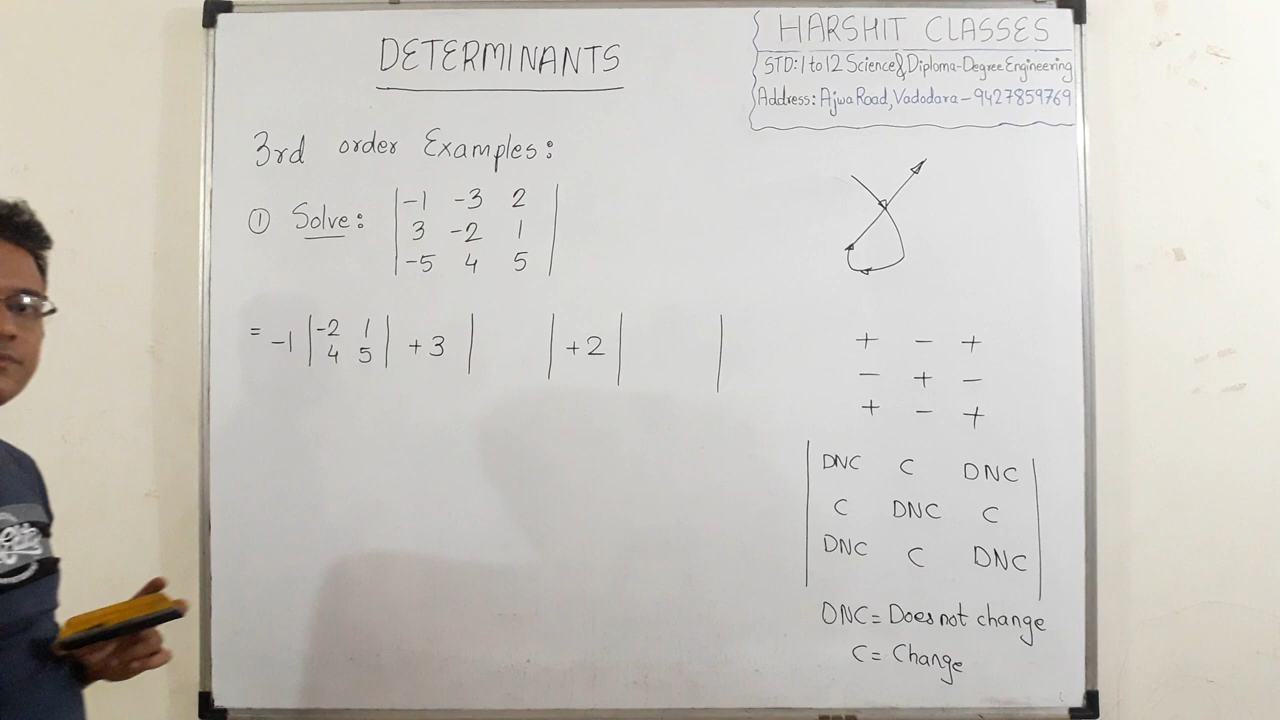 DETERMINANTS
HARSHIT CLASSES
STD: 1 to 12 Science & Diploma-Degree Engineering
Address: Ajwa Road, Vadodara - 9427859769
3rd order Examples:
① Solve: | -1 -3 2 |
| 3 -2 1 |
| -5 4 5 |
= -1 | -2 1 | + 3 | | + 2 | |
| 4 5 |
+ - +
- + -
+ - +
| DNC C DNC |
| C DNC C |
| DNC C DNC |
DNC = Does not change
C = Change